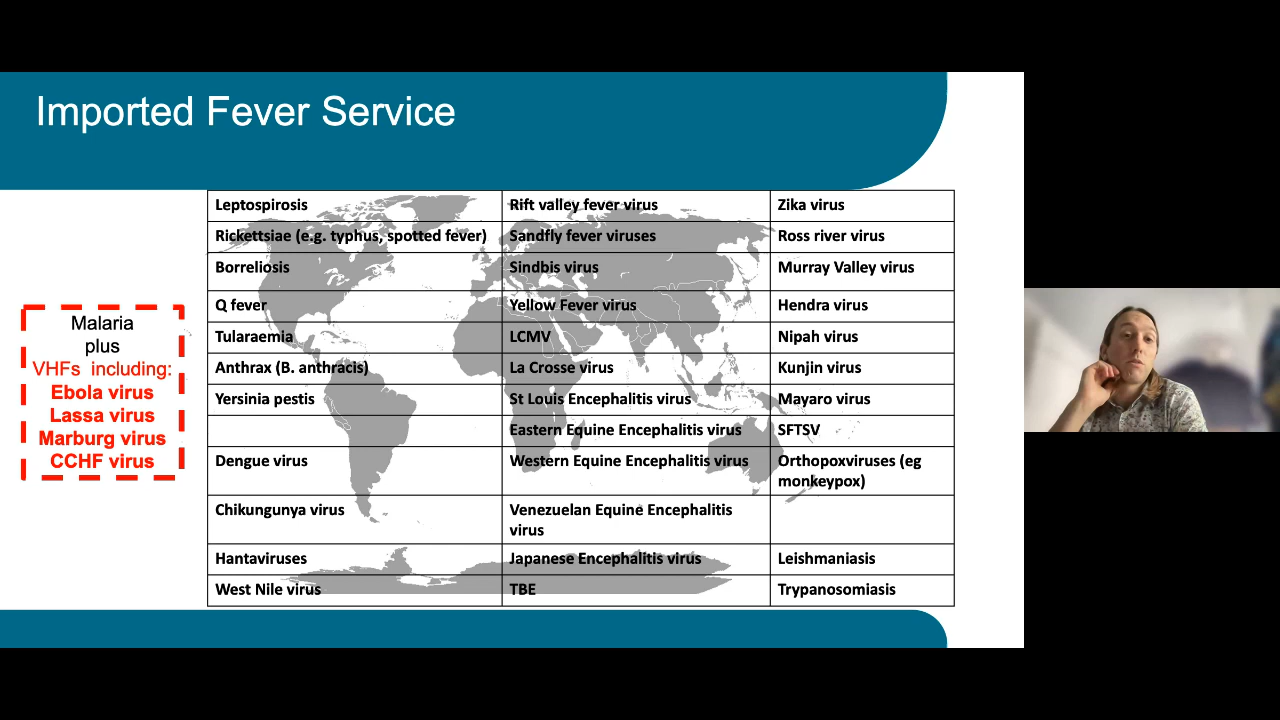 Imported Fever Service
Malaria
plus
VHFs including:
Ebola virus
Lassa virus
Marburg virus
CCHF virus
Leptospirosis
Rift valley fever virus
Zika virus
Rickettsiae (e.g. typhus, spotted fever)
Sandfly fever viruses
Ross river virus
Borreliosis
Sindbis virus
Murray Valley virus
Q fever
Yellow Fever virus
Hendra virus
Tularaemia
LCMV
Nipah virus
Anthrax (B. anthracis)
La Crosse virus
Kunjin virus
Yersinia pestis
St Louis Encephalitis virus
Mayaro virus
Eastern Equine Encephalitis virus
SFTSV
Dengue virus
Western Equine Encephalitis virus
Orthopoxviruses (eg
monkeypox)
Chikungunya virus
Venezuelan Equine Encephalitis
virus
Hantaviruses
Japanese Encephalitis virus
Leishmaniasis
West Nile virus
TBE
Trypanosomiasis